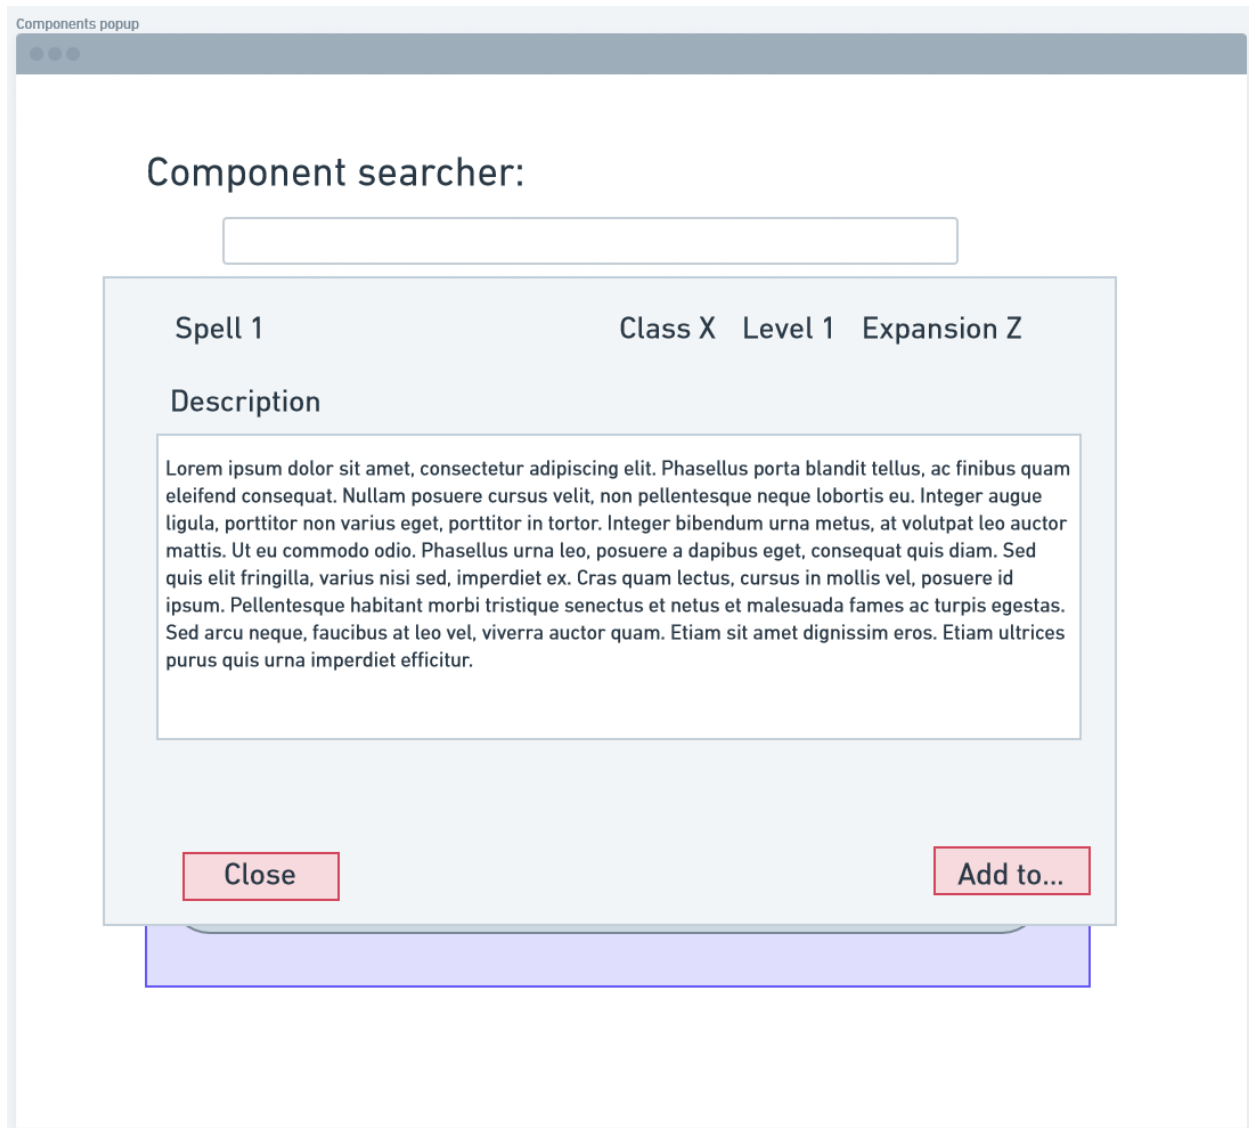 Components popup
Component searcher:
Spell 1 Class X Level 1 Expansion Z
Description
Lorem ipsum dolor sit amet, consectetur adipiscing elit. Phasellus porta blandit tellus, ac finibus quam
eleifend consequat. Nullam posuere cursus velit, non pellentesque neque lobortis eu. Integer augue
ligula, porttitor non varius eget, porttitor in tortor. Integer bibendum urna metus, at volutpat leo auctor
mattis. Ut eu commodo odio. Phasellus urna leo, posuere a dapibus eget, consequat quis diam. Sed
quis elit fringilla, varius nisi sed, imperdiet ex. Cras quam lectus, cursus in mollis vel, posuere id
ipsum. Pellentesque habitant morbi tristique senectus et netus et malesuada fames ac turpis egestas.
Sed arcu neque, faucibus at leo vel, viverra auctor quam. Etiam sit amet dignissim eros. Etiam ultrices
purus quis urna imperdiet efficitur.
Close Add to...